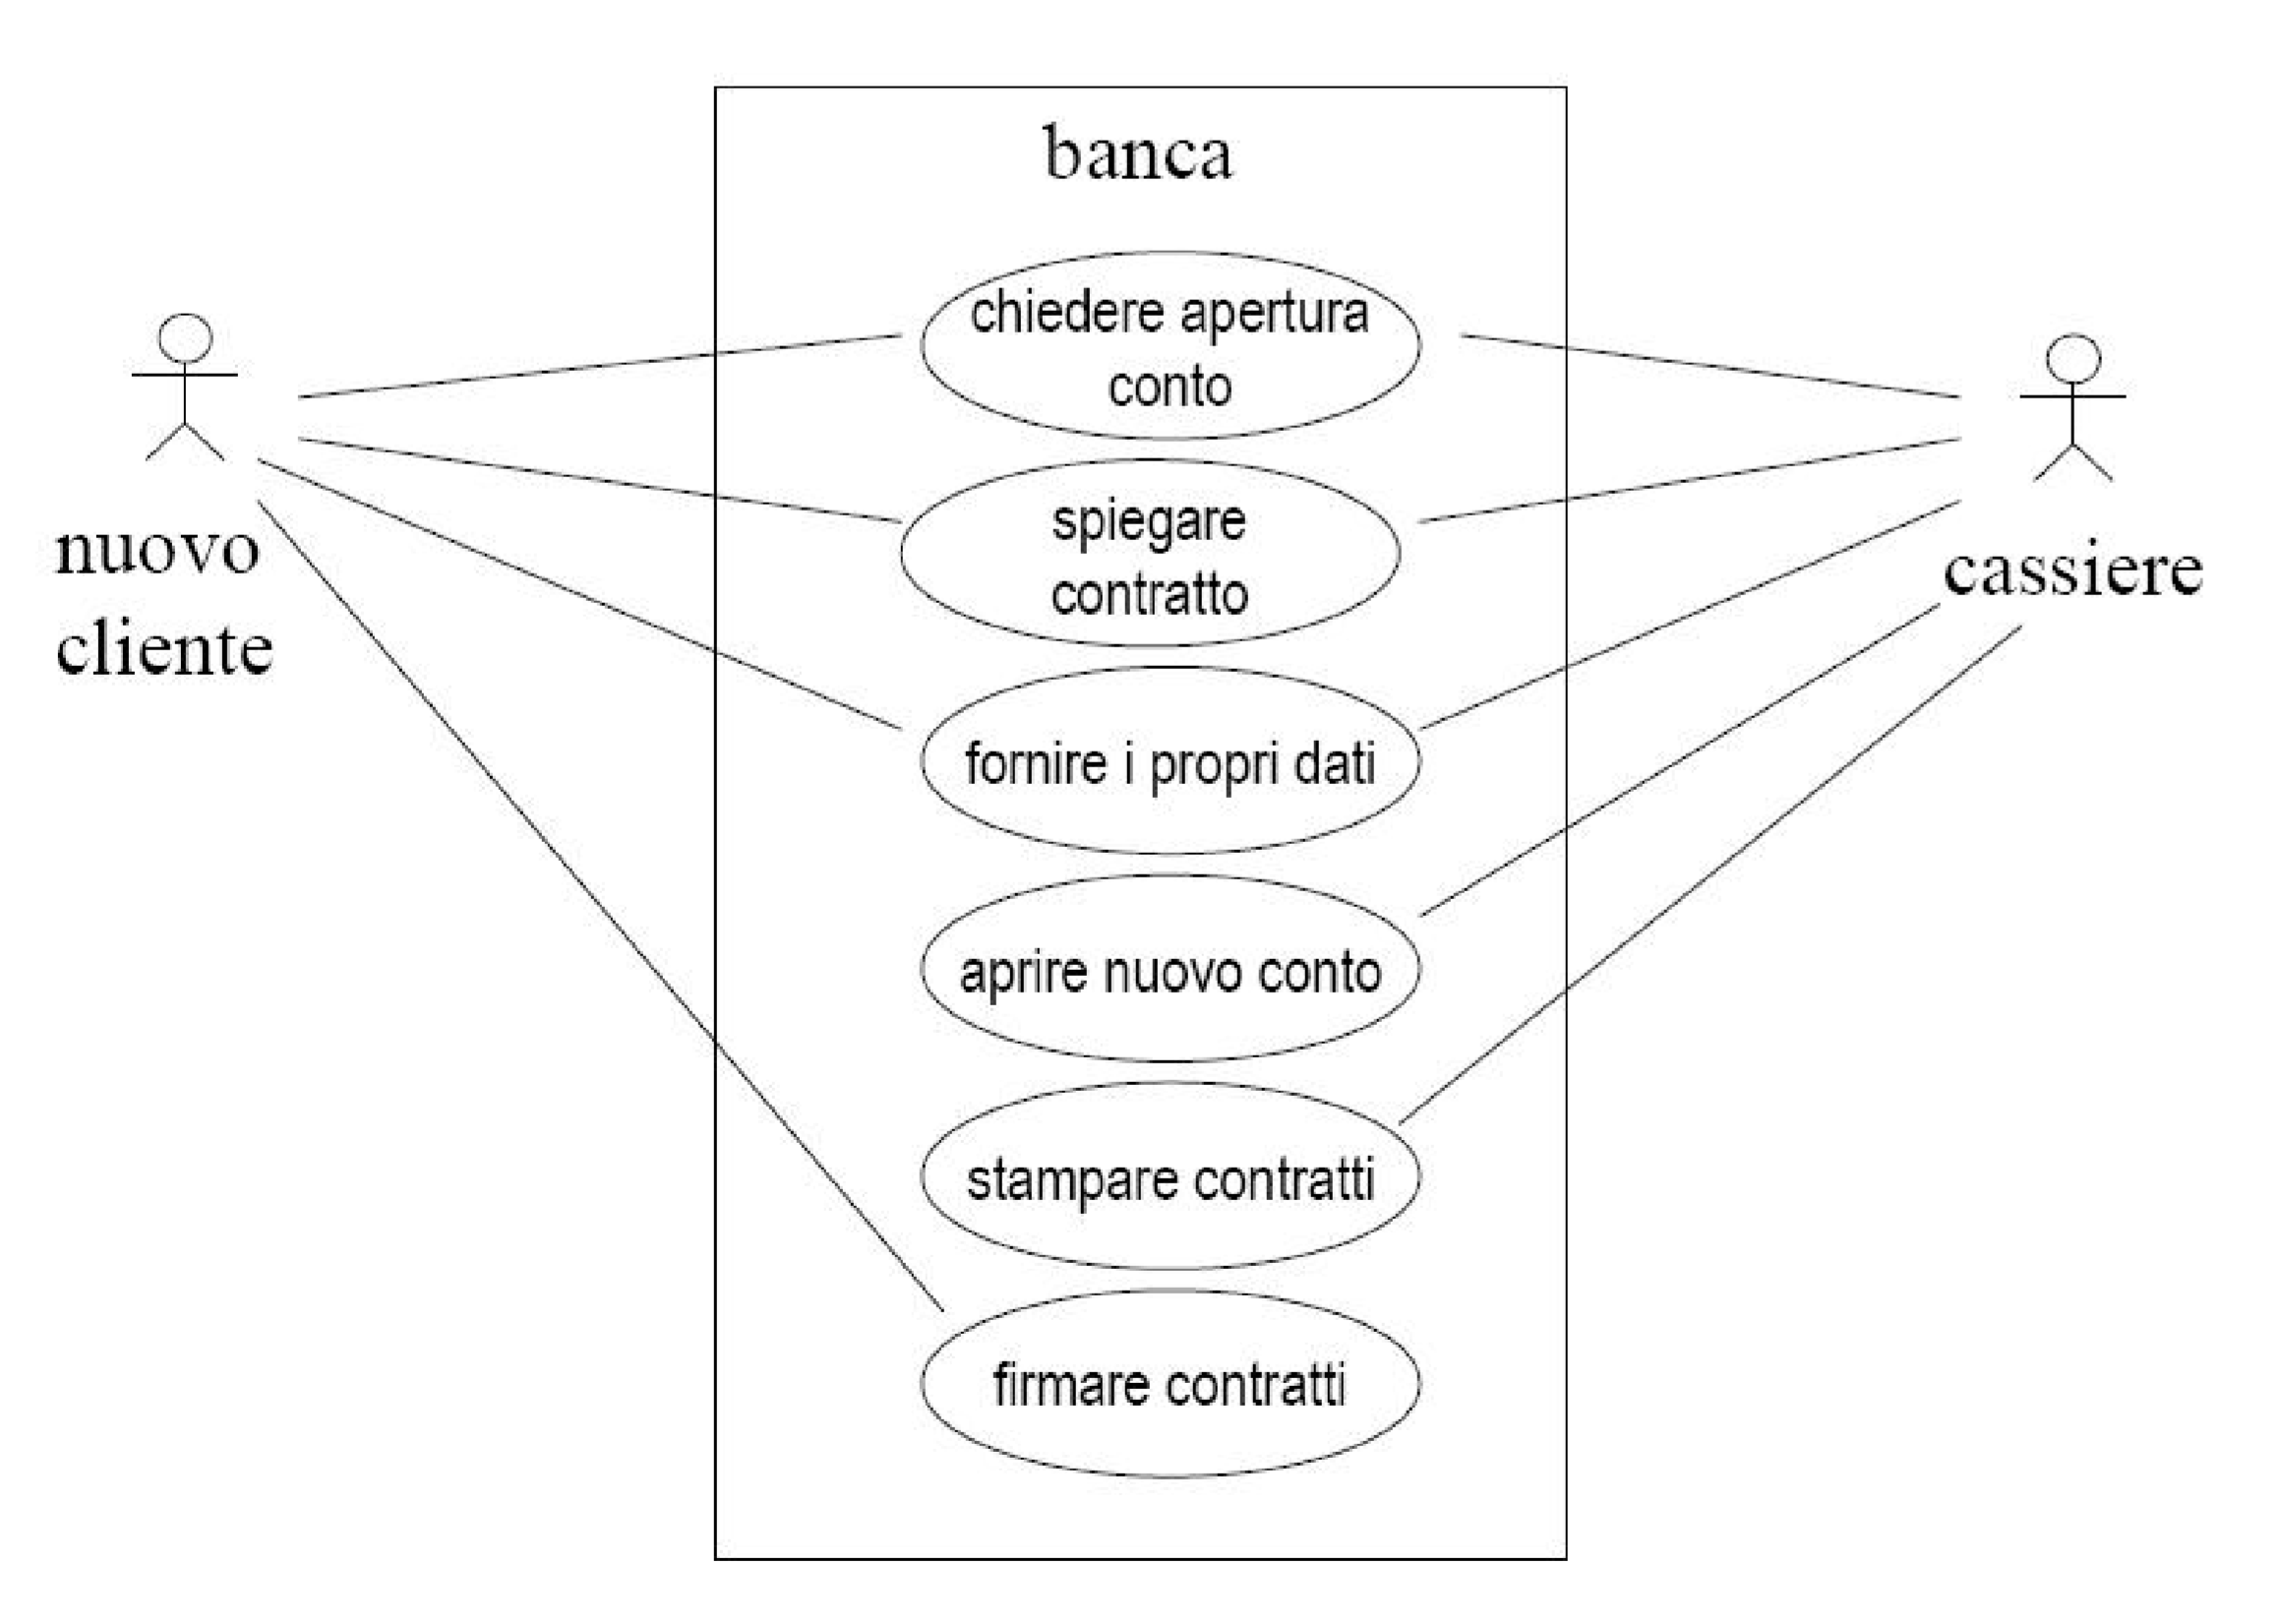 banca
chiedere apertura
conto
spiegare
contratto
fornire i propri dati
aprire nuovo conto
stampare contratti
firmare contratti
nuovo
cliente
cassiere